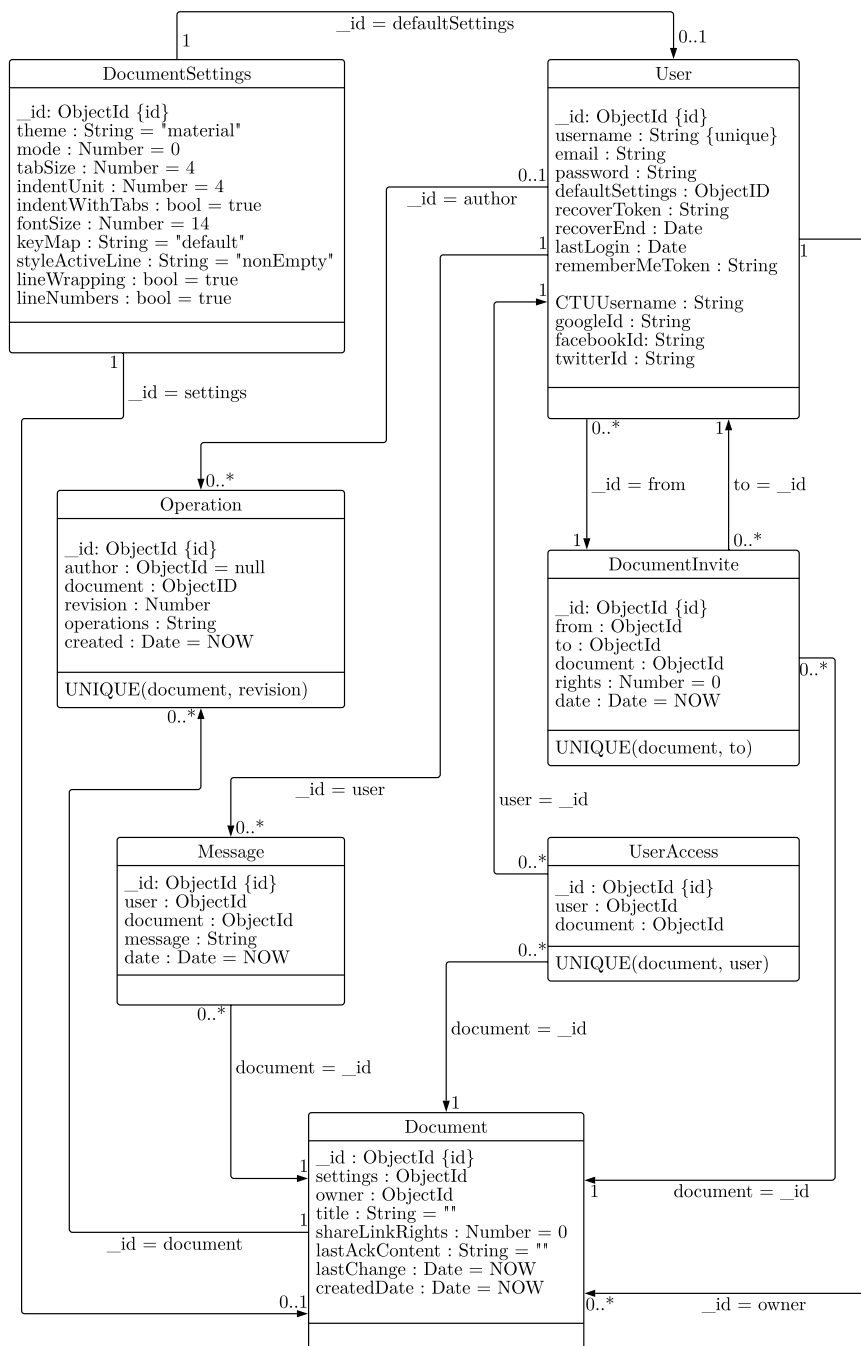 _id = defaultSettings
1
0..1
DocumentSettings
_id: ObjectId {id}
theme : String = "material"
mode : Number = 0
tabSize : Number = 4
indentUnit : Number = 4
indentWithTabs : bool = true
fontSize : Number = 14
keyMap : String = "default"
styleActiveLine : String = "nonEmpty"
lineWrapping : bool = true
lineNumbers : bool = true
User
_id: ObjectId {id}
username : String {unique}
email : String
password : String
defaultSettings : ObjectID
recoverToken : String
recoverEnd : Date
lastLogin : Date
rememberMeToken : String
CTUUsername : String
googleId : String
facebookId: String
twitterId : String
0..1
_id = author
1
1
1
1
_id = settings
0..*
1
_id = from
to = _id
0..*
Operation
_id: ObjectId {id}
author : ObjectId = null
document : ObjectID
revision : Number
operations : String
created : Date = NOW
UNIQUE(document, revision)
0..*
1
0..*
DocumentInvite
_id: ObjectId {id}
from : ObjectId
to : ObjectId
document : ObjectId
rights : Number = 0
date : Date = NOW
UNIQUE(document, to)
0..*
_id = user
user = _id
0..*
Message
_id: ObjectId {id}
user : ObjectId
document : ObjectId
message : String
date : Date = NOW
0..*
0..*
UserAccess
_id : ObjectId {id}
user : ObjectId
document : ObjectId
UNIQUE(document, user)
0..*
document = _id
document = _id
1
Document
_id : ObjectId {id}
settings : ObjectId
owner : ObjectId
title : String = ""
shareLinkRights : Number = 0
lastAckContent : String = ""
lastChange : Date = NOW
createdDate : Date = NOW
1
1
_id = document
0..1
1
document = _id
0..*
_id = owner